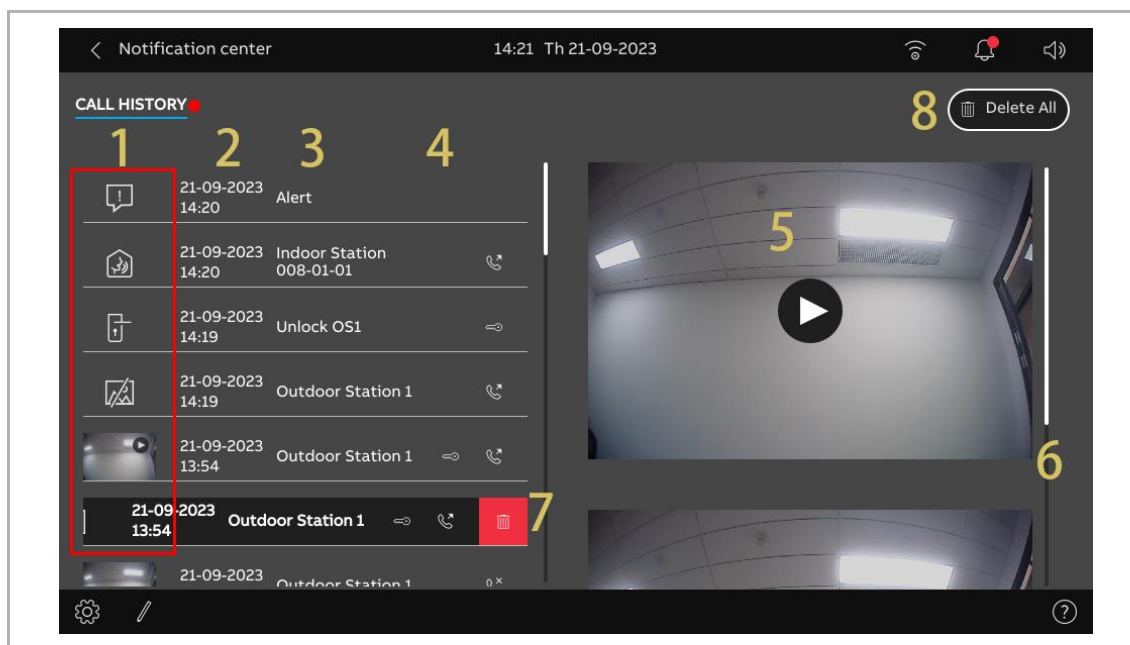 Notification center 14:21 Th 21-09-2023
CALL HISTORY
8 Delete All
1 2 3 4
21-09-2023
14:20
Alert
5
21-09-2023
14:20
Indoor Station
008-01-01
21-09-2023
14:19
Unlock OS1
21-09-2023
14:19
Outdoor Station 1
21-09-2023
13:54
Outdoor Station 1
6
21-09-2023
13:54
Outdoor Station 1
7
21-09-2023
Outdoor Station 1